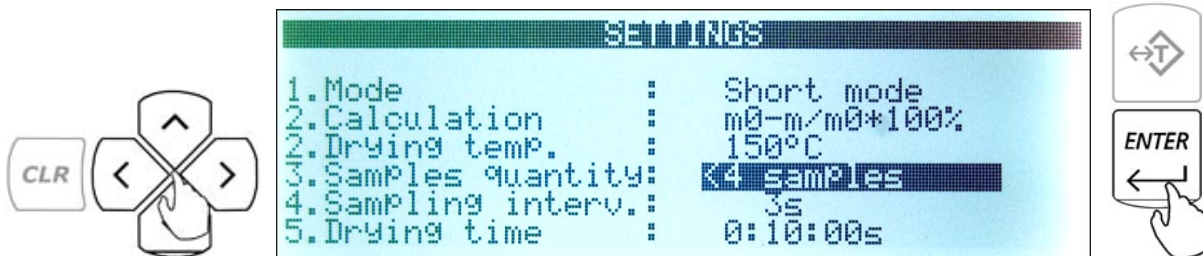 SETTINGS
1.Mode : Short mode
2.Calculation : m0-m/m0*100%
2.Drying temp. : 150°C
3.Samples quantity: <4 samples
4.Sampling interv.: 3s
5.Drying time : 0:10:00s
CLR
T
ENTER